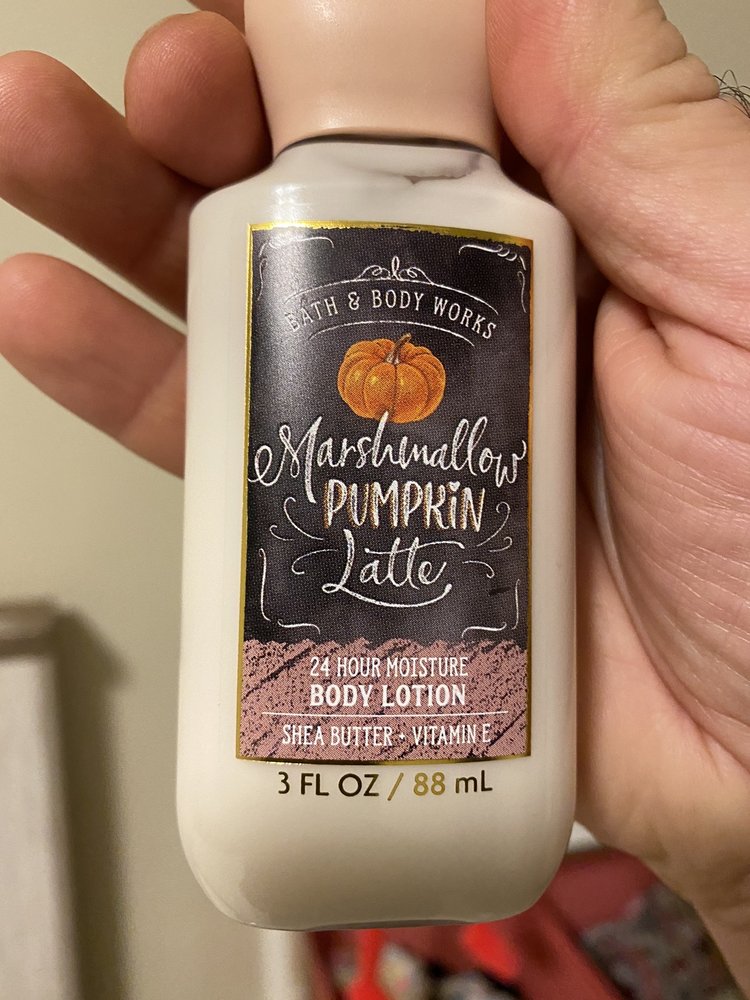 BATH & BODY WORKS
Marshmallow
PUMPKiN
Latte
24 HOUR MOISTURE
BODY LOTION
SHEA BUTTER • VITAMIN E
3 FL OZ / 88 mL